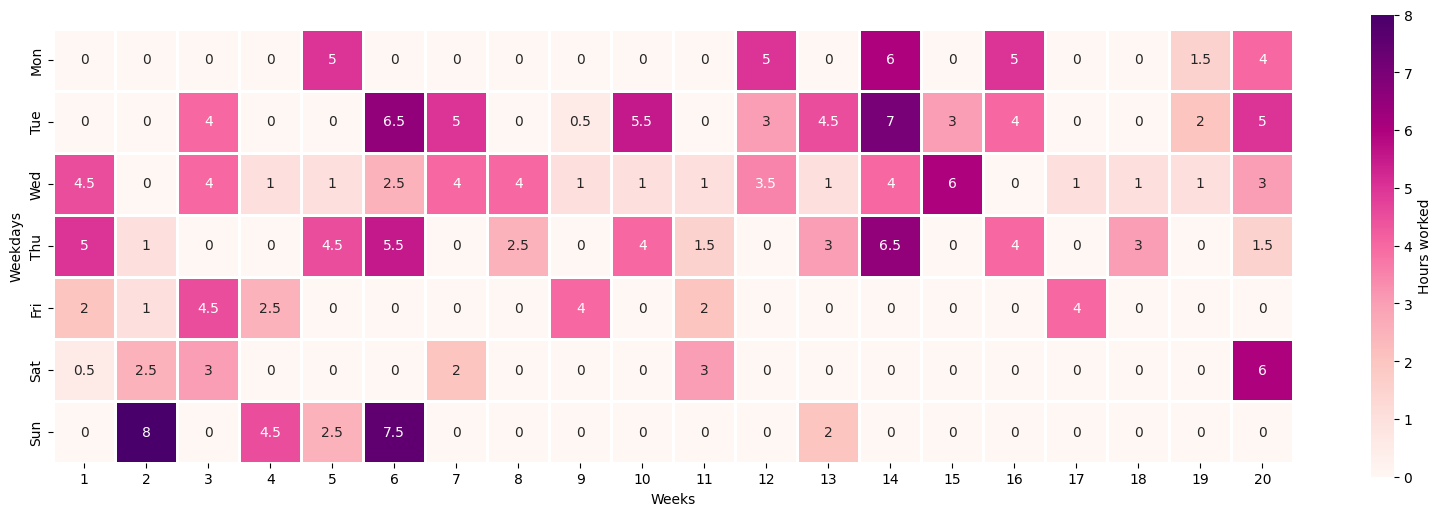 8
Mon 0 0 0 0 5 0 0 0 0 0 0 5 0 6 0 5 0 0 1.5 4
7
Tue 0 0 4 0 0 6.5 5 0 0.5 5.5 0 3 4.5 7 3 4 0 0 2 5
6
Wed 4.5 0 4 1 1 2.5 4 4 1 1 1 3.5 1 4 6 0 1 1 1 3
5
Weekdays
Thu 5 1 0 0 4.5 5.5 0 2.5 0 4 1.5 0 3 6.5 0 4 0 3 0 1.5
4
Hours worked
3
Fri 2 1 4.5 2.5 0 0 0 0 4 0 2 0 0 0 0 0 4 0 0 0
2
Sat 0.5 2.5 3 0 0 0 2 0 0 0 3 0 0 0 0 0 0 0 0 6
1
Sun 0 8 0 4.5 2.5 7.5 0 0 0 0 0 0 2 0 0 0 0 0 0 0
0
1 2 3 4 5 6 7 8 9 10 11 12 13 14 15 16 17 18 19 20
Weeks